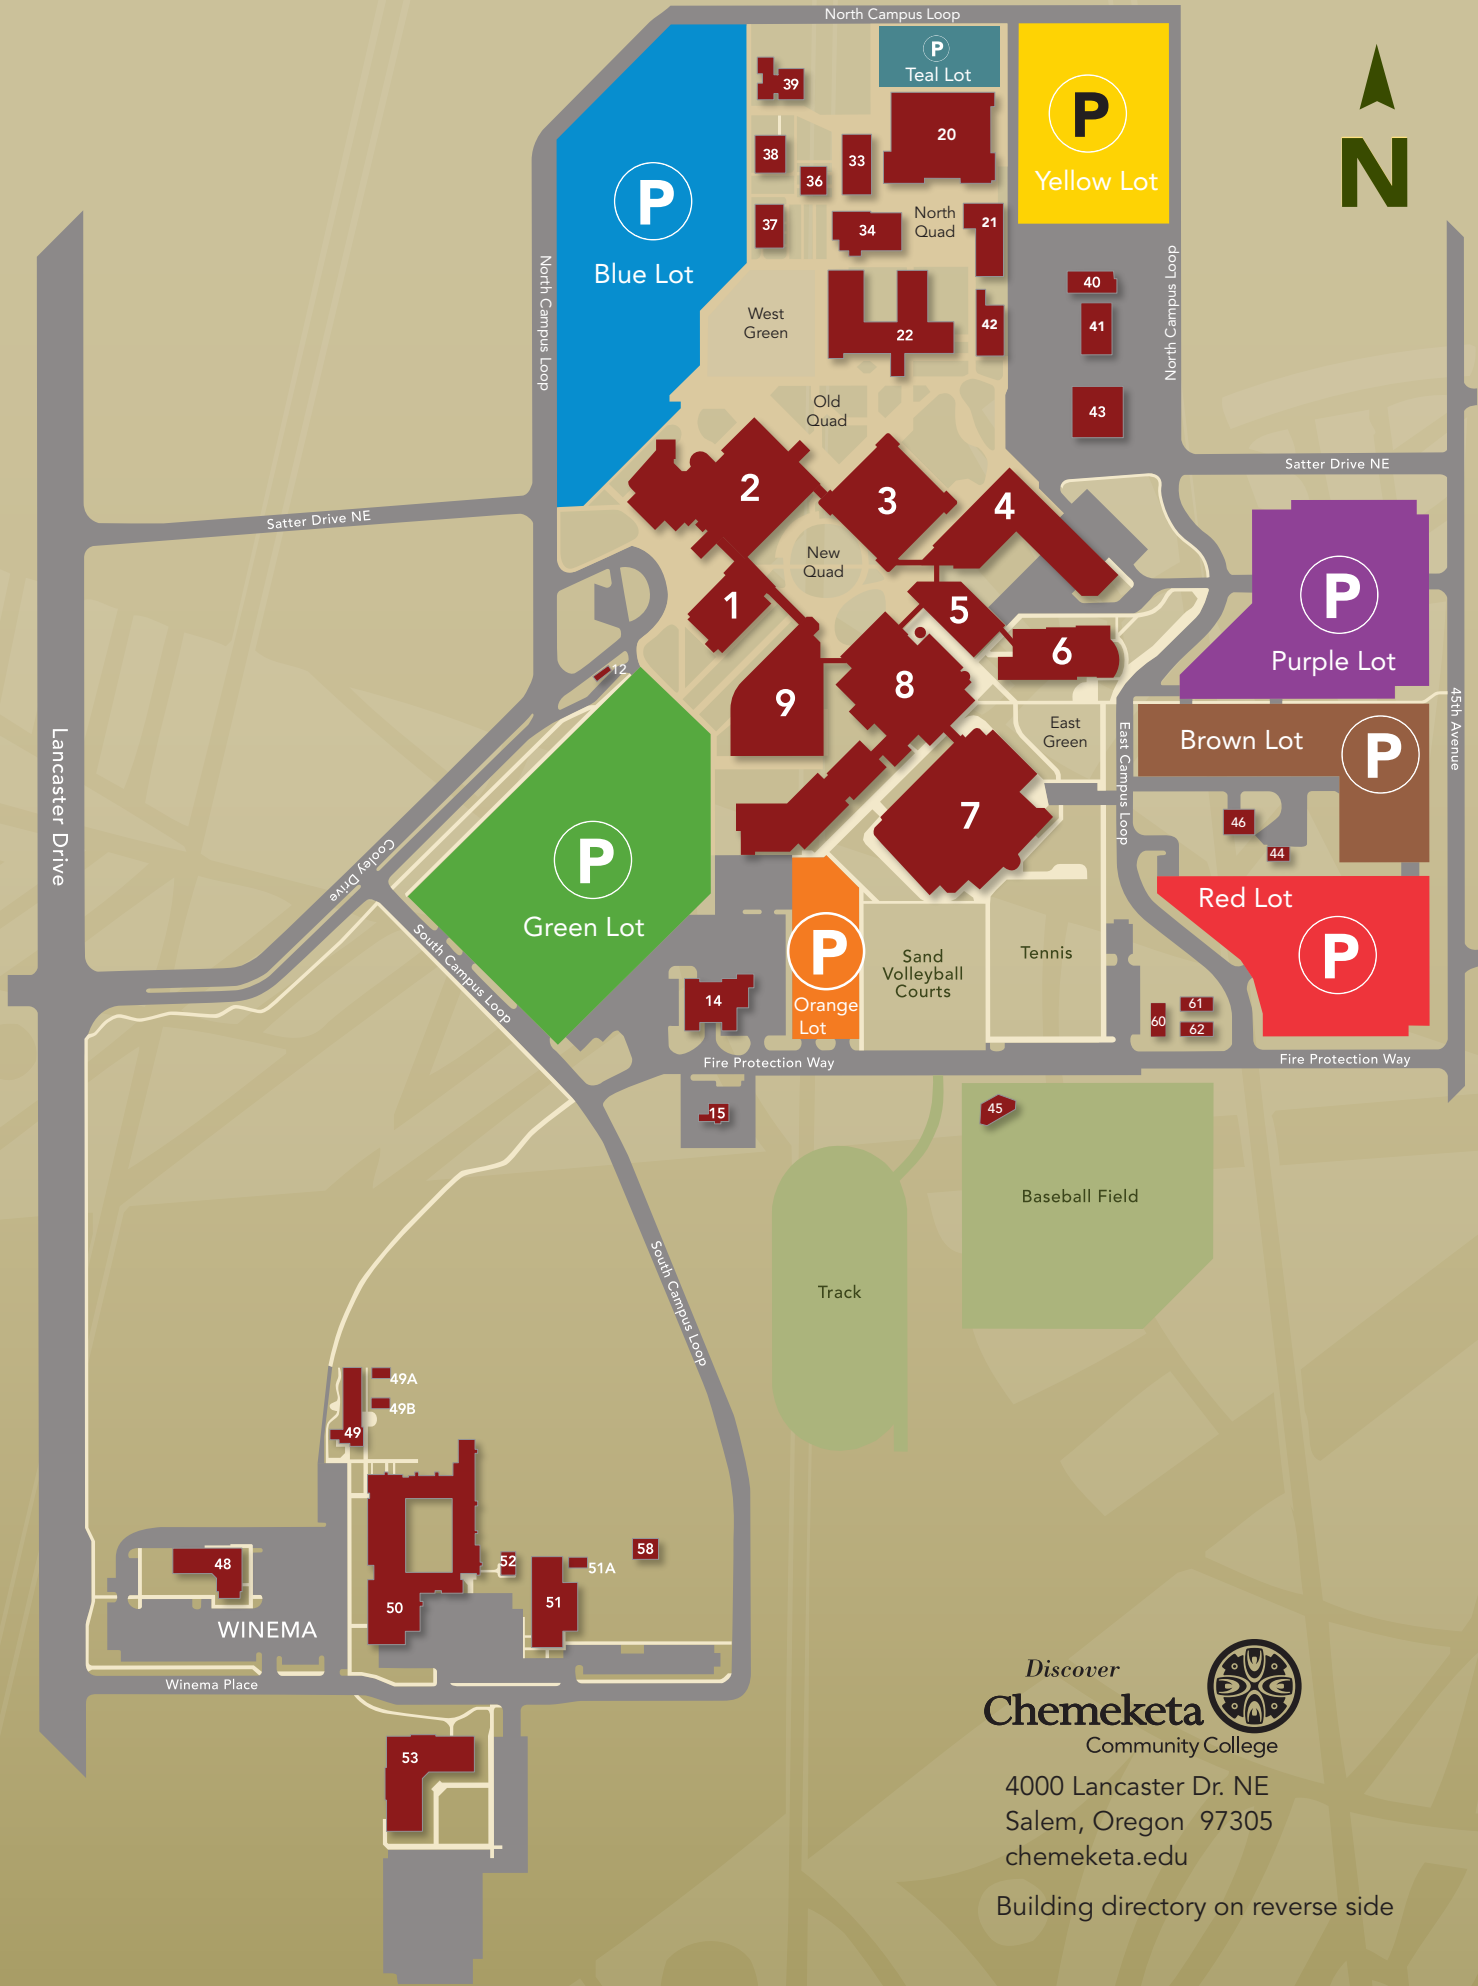 North Campus Loop
P
Teal Lot
P
Yellow Lot
N
39
20
38
33
36
P
Blue Lot
37
34
North
Quad
21
North Campus Loop
North Campus Loop
40
West
Green
22
42
41
Old
Quad
43
Satter Drive NE
Satter Drive NE
2
3
4
New
Quad
1
5
6
P
Purple Lot
12
8
9
East
Green
East Campus Loop
45th Avenue
Brown Lot
P
Lancaster Drive
7
46
44
Cooley Drive
P
Green Lot
Red Lot
P
South Campus Loop
P
Orange
Lot
Sand
Volleyball
Courts
Tennis
14
60
61
62
Fire Protection Way
Fire Protection Way
15
45
Baseball Field
Track
South Campus Loop
49A
49B
49
48
50
52
51A
51
58
WINEMA
Winema Place
53
Discover
Chemeketa
Community College
4000 Lancaster Dr. NE
Salem, Oregon 97305
chemeketa.edu
Building directory on reverse side